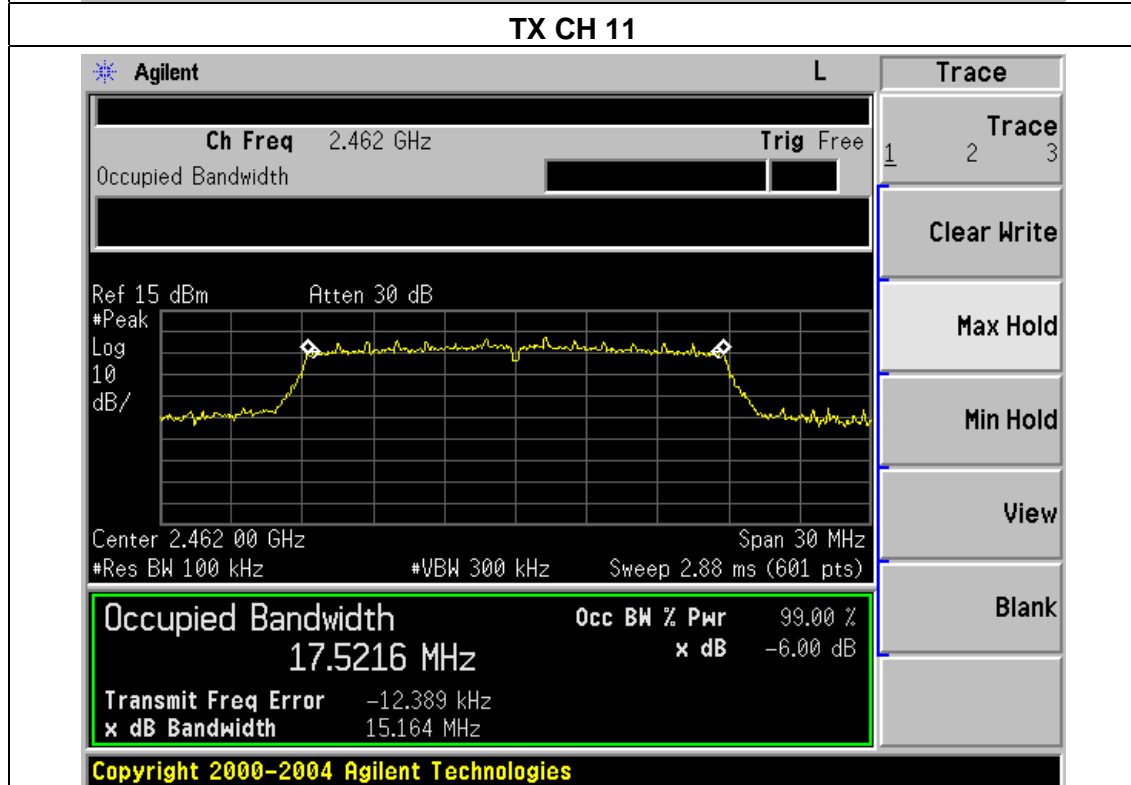 TX CH 11
Agilent L Trace
Ch Freq 2.462 GHz Trig Free
Occupied Bandwidth
Trace
1 2 3
Clear Write
Max Hold
Min Hold
View
Blank
Ref 15 dBm Atten 30 dB
#Peak
Log
10
dB/
Center 2.462 00 GHz Span 30 MHz
#Res BW 100 kHz #VBW 300 kHz Sweep 2.88 ms (601 pts)
Occupied Bandwidth Occ BW % Pwr 99.00 %
17.5216 MHz x dB -6.00 dB
Transmit Freq Error -12.389 kHz
x dB Bandwidth 15.164 MHz
Copyright 2000-2004 Agilent Technologies